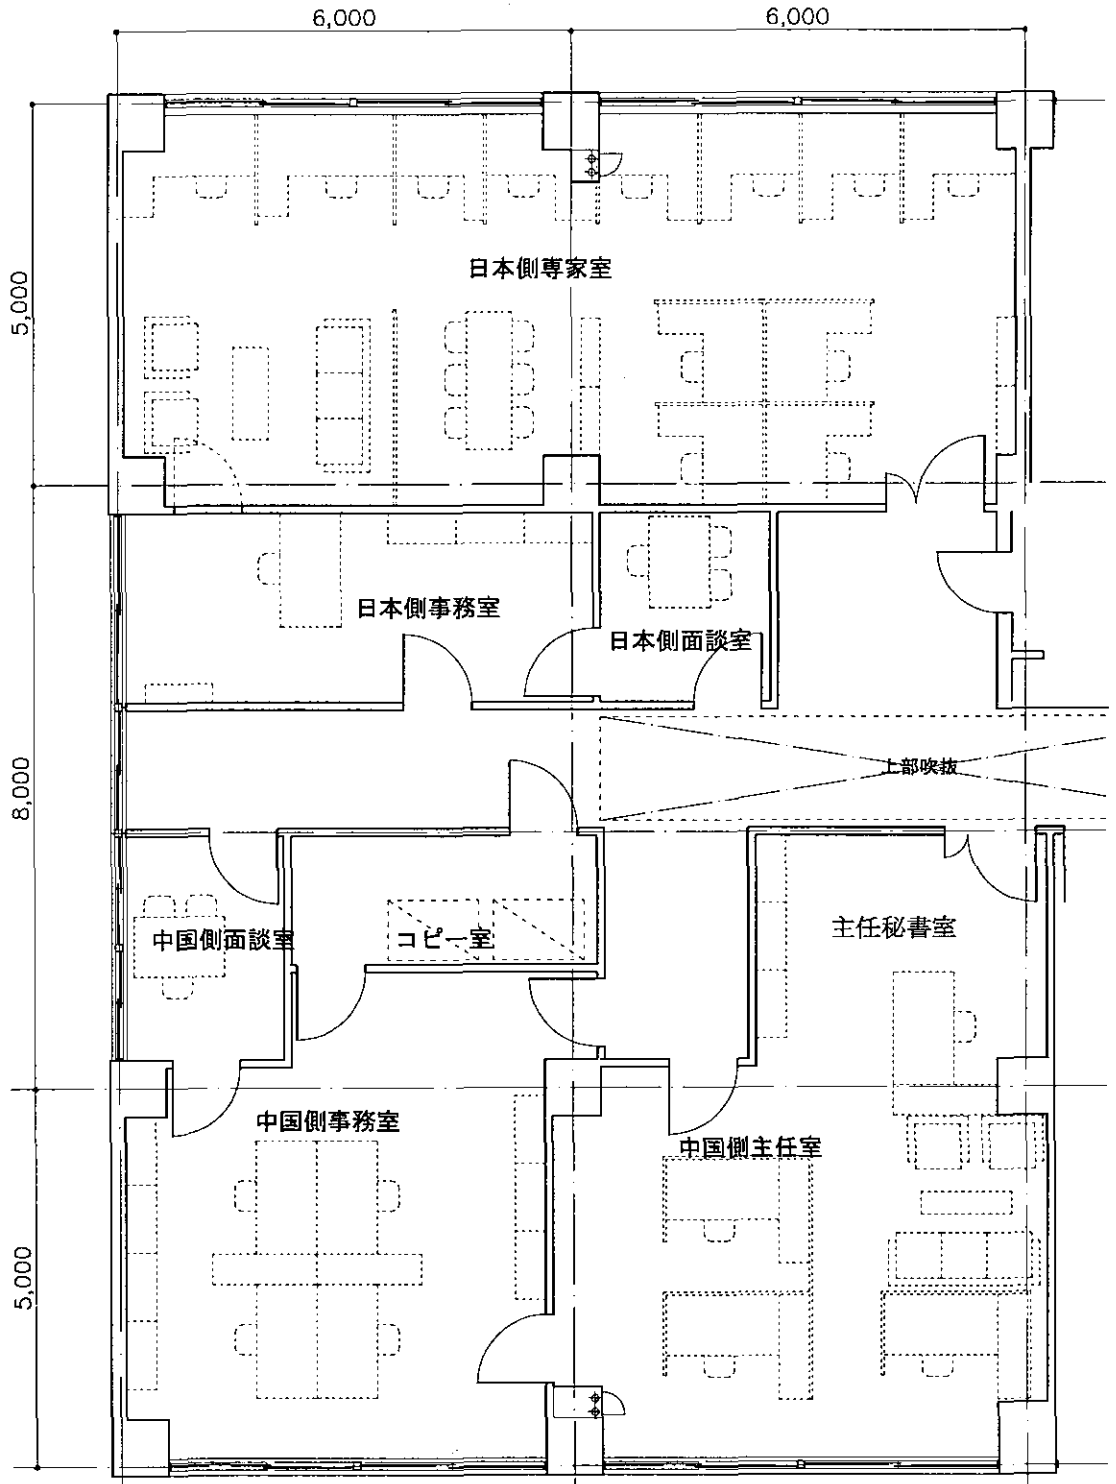 6,000
6,000
5,000
日本側専家室
日本側事務室
日本側面談室
8,000
上部吹抜
主任秘書室
中国側面談室
コピー室
中国側事務室
中国側主任室
5,000